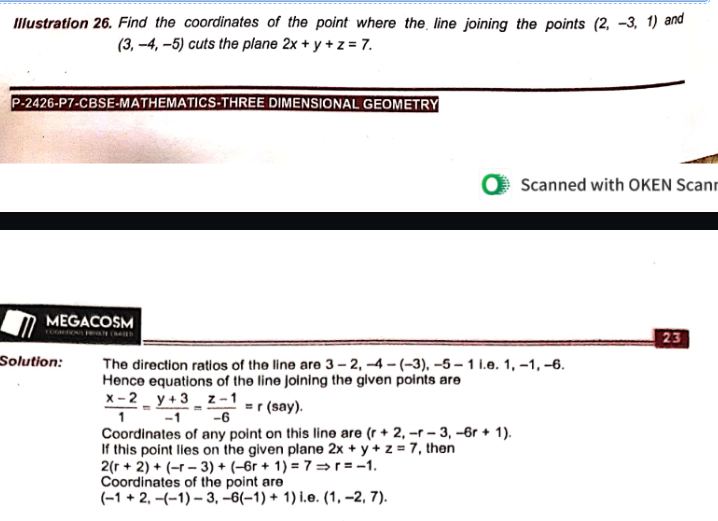 Illustration 26. Find the coordinates of the point where the line joining the points (2, –3, 1) and
(3, –4, –5) cuts the plane 2x + y + z = 7.
P-2426-P7-CBSE-MATHEMATICS-THREE DIMENSIONAL GEOMETRY
Scanned with OKEN Scann
MEGACOSM
23
Solution: The direction ratios of the line are 3 – 2, –4 – (–3), –5 – 1 i.e. 1, –1, –6.
Hence equations of the line joining the given points are
x – 2 / 1 = y + 3 / –1 = z – 1 / –6 = r (say).
Coordinates of any point on this line are (r + 2, –r – 3, –6r + 1).
If this point lies on the given plane 2x + y + z = 7, then
2(r + 2) + (–r – 3) + (–6r + 1) = 7 ⇒ r = –1.
Coordinates of the point are
(–1 + 2, –(–1) – 3, –6(–1) + 1) i.e. (1, –2, 7).